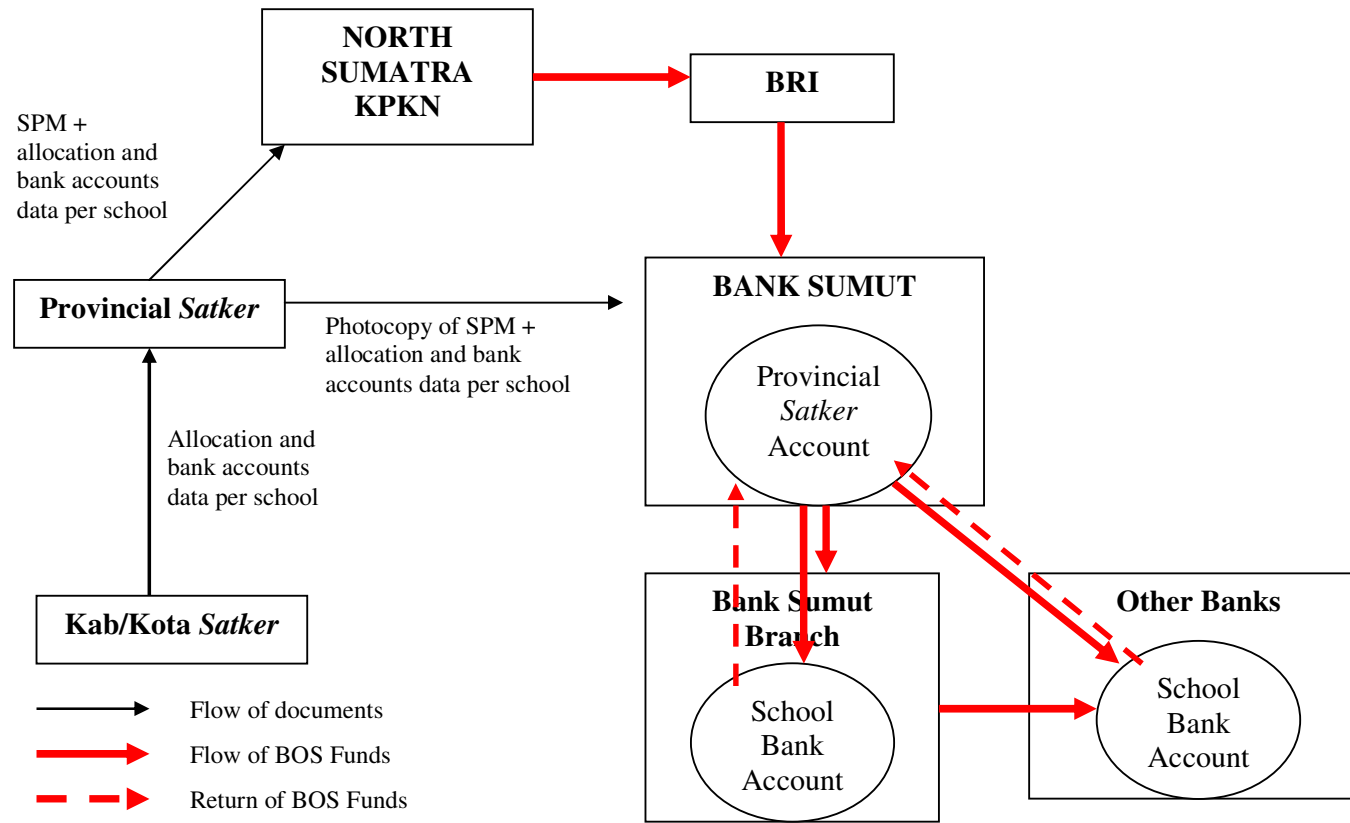 NORTH
SUMATRA
KPKN
BRI
SPM +
allocation and
bank accounts
data per school
Provincial Satker
Photocopy of SPM +
allocation and bank
accounts data per school
BANK SUMUT
Provincial
Satker
Account
Allocation and
bank accounts
data per school
Kab/Kota Satker
Bank Sumut
Branch
School
Bank
Account
Other Banks
School
Bank
Account
Flow of documents
Flow of BOS Funds
Return of BOS Funds